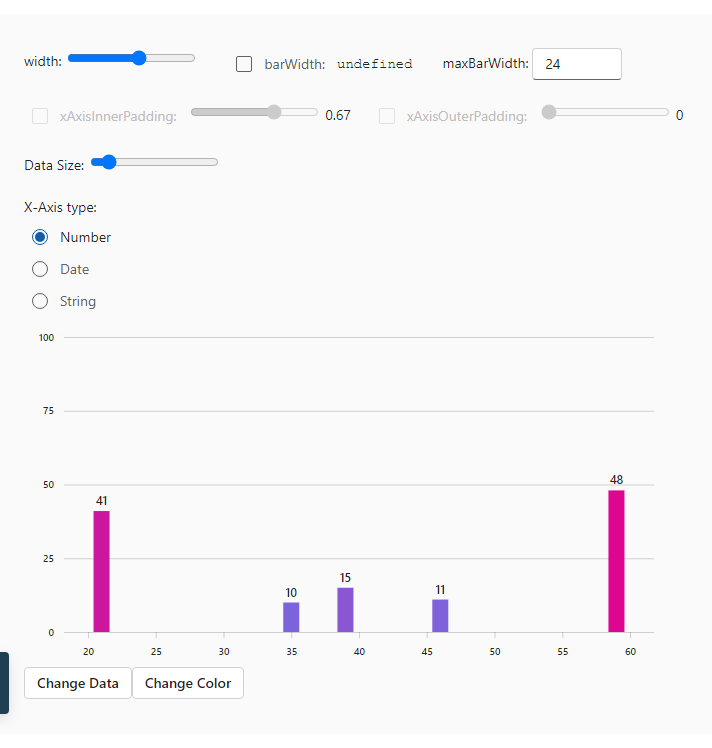 width: barWidth: undefined maxBarWidth: 24
xAxisInnerPadding: 0.67 xAxisOuterPadding: 0
Data Size:
X-Axis type:
Number
Date
String
100
75
50
25
0
41
10
15
11
48
20 25 30 35 40 45 50 55 60
Change Data Change Color